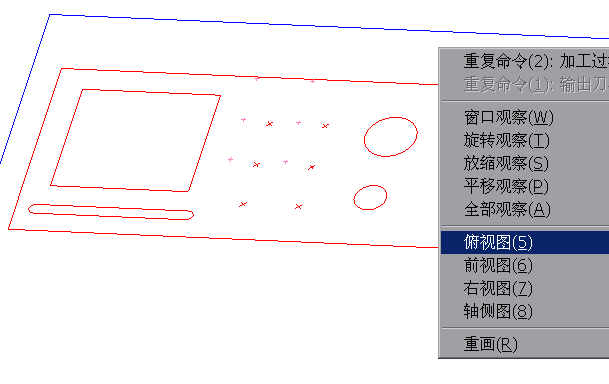 重复命令(2): 加工过
重复命令(1): 输出刀
窗口观察(W)
旋转观察(T)
放缩观察(S)
平移观察(P)
全部观察(A)
俯视图(5)
前视图(6)
右视图(7)
轴侧图(8)
重画(R)